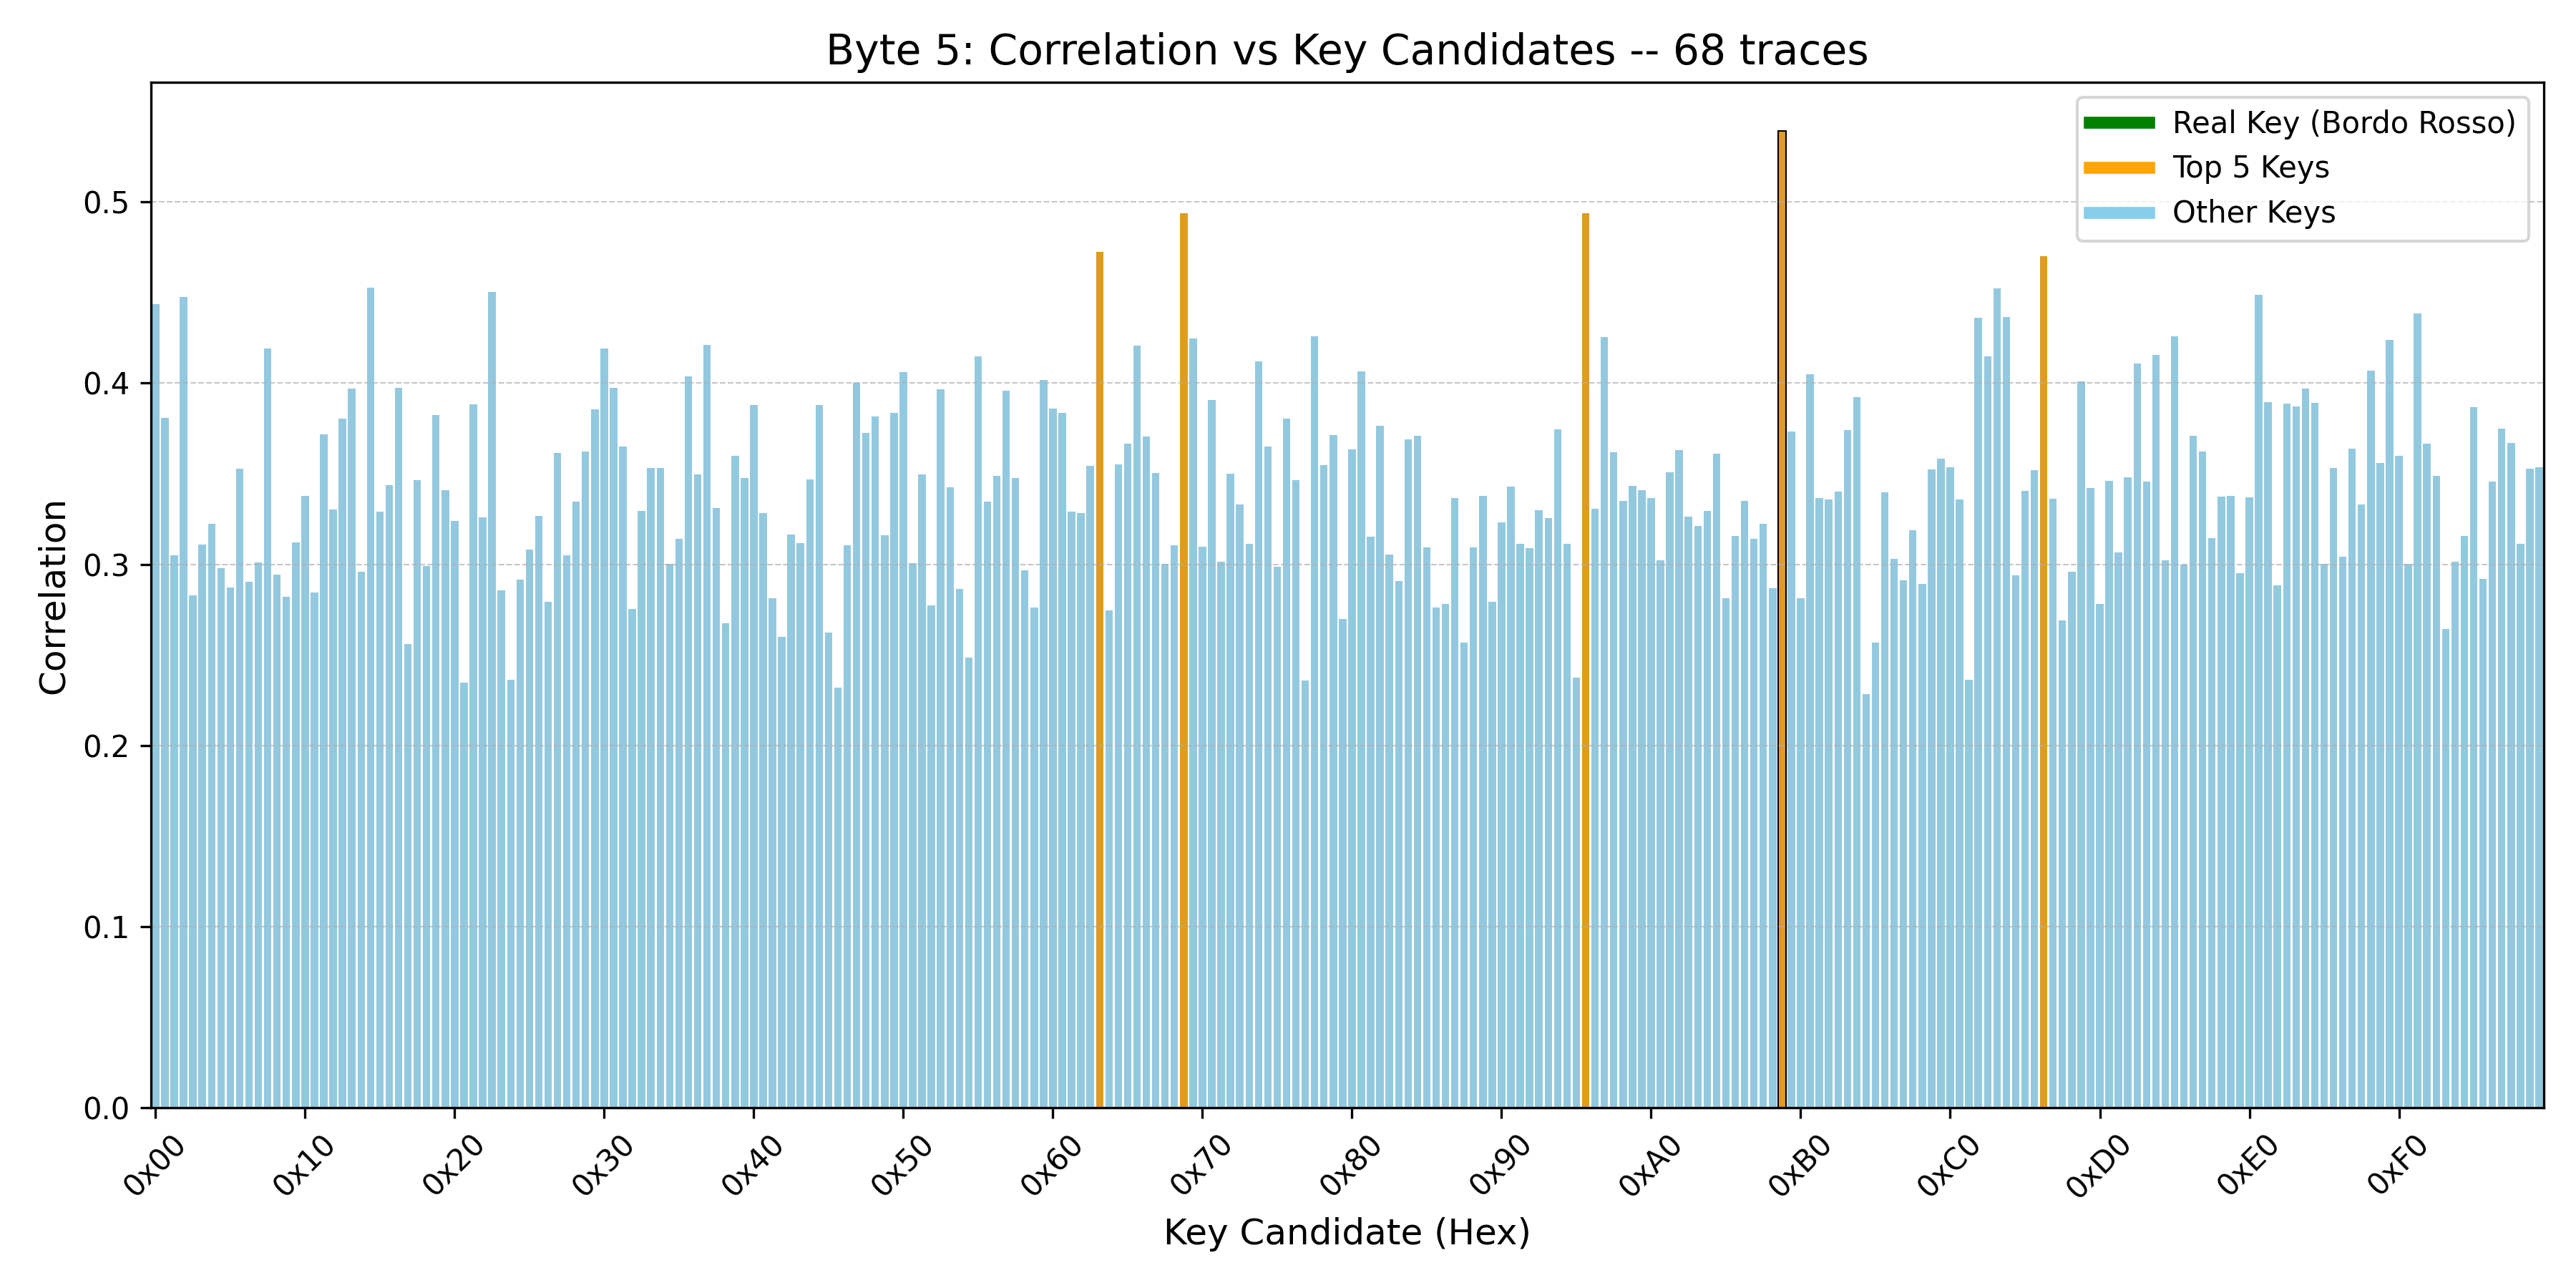 Byte 5: Correlation vs Key Candidates -- 68 traces
Real Key (Bordo Rosso)
Top 5 Keys
Other Keys
Correlation
0.5
0.4
0.3
0.2
0.1
0.0
0x00
0x10
0x20
0x30
0x40
0x50
0x60
0x70
0x80
0x90
0xA0
0xB0
0xC0
0xD0
0xE0
0xF0
Key Candidate (Hex)